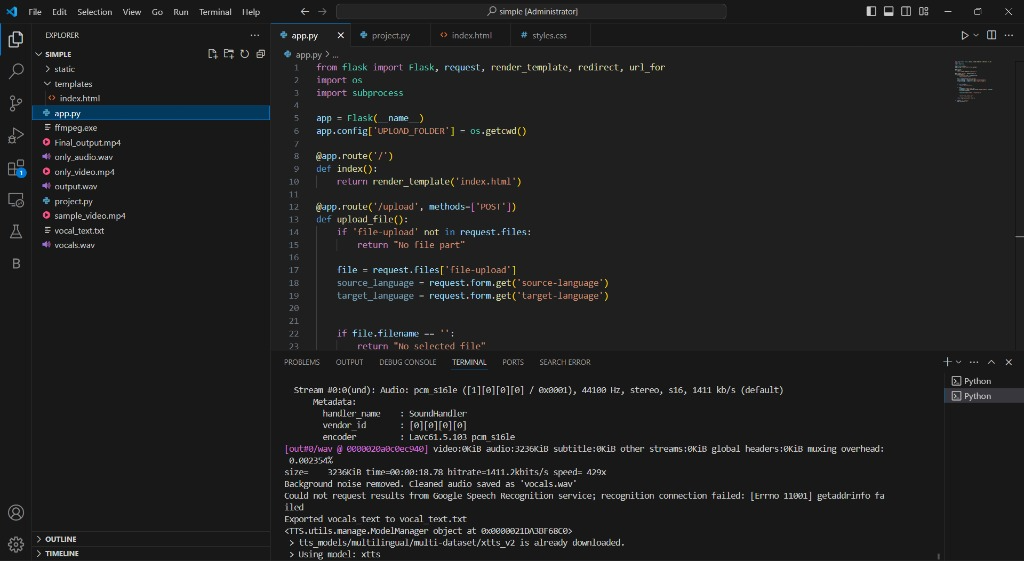 File Edit Selection View Go Run Terminal Help
simple [Administrator]
EXPLORER
SIMPLE
static
templates
index.html
app.py
ffmpeg.exe
Final_output.mp4
only_audio.wav
only_video.mp4
output.wav
project.py
sample_video.mp4
vocal_text.txt
vocals.wav
OUTLINE
TIMELINE
1
B
app.py
project.py
index.html
styles.css
app.py > ...
1 from flask import Flask, request, render_template, redirect, url_for
2 import os
3 import subprocess
4
5 app = Flask(__name__)
6 app.config['UPLOAD_FOLDER'] = os.getcwd()
7
8 @app.route('/')
9 def index():
10 return render_template('index.html')
11
12 @app.route('/upload', methods=['POST'])
13 def upload_file():
14 if 'file-upload' not in request.files:
15 return "No file part"
16
17 file = request.files['file-upload']
18 source_language = request.form.get('source-language')
19 target_language = request.form.get('target-language')
20
21
22 if file.filename == '':
23 return "No selected file"
PROBLEMS OUTPUT DEBUG CONSOLE TERMINAL PORTS SEARCH ERROR
Stream #0:0(und): Audio: pcm_s16le ([1][0][0][0] / 0x0001), 44100 Hz, stereo, s16, 1411 kb/s (default)
Metadata:
handler_name : SoundHandler
vendor_id : [0][0][0][0]
encoder : Lavc61.5.103 pcm_s16le
[out#0/wav @ 0000020a0c0ec940] video:0KiB audio:3236KiB subtitle:0KiB other streams:0KiB global headers:0KiB muxing overhead:
0.002354%
size= 3236KiB time=00:00:18.78 bitrate=1411.2kbits/s speed= 429x
Background noise removed. Cleaned audio saved as 'vocals.wav'
Could not request results from Google Speech Recognition service; recognition connection failed: [Errno 11001] getaddrinfo fa
iled
Exported vocals text to vocal_text.txt
<TTS.utils.manage.ModelManager object at 0x0000021DA3BF6BC0>
> tts_models/multilingual/multi-dataset/xtts_v2 is already downloaded.
> Using model: xtts
Python
Python